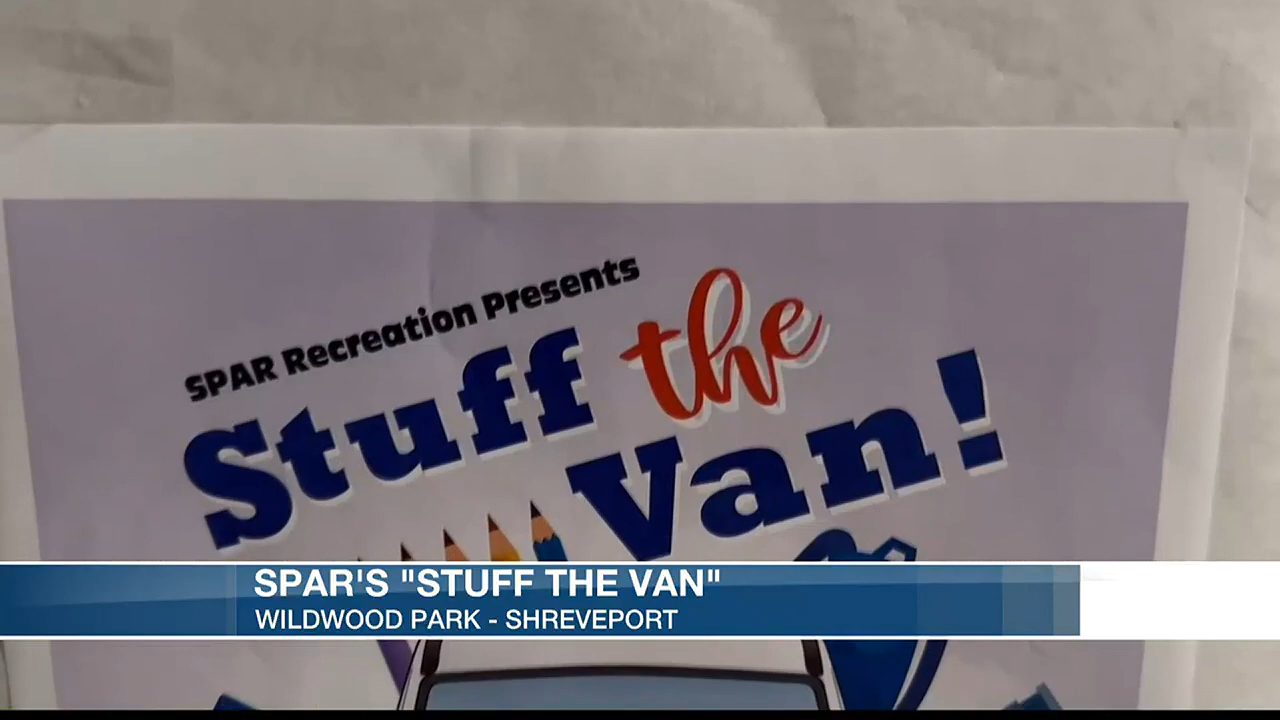 SPAR Recreation Presents
Stuff the
Van!
SPAR'S "STUFF THE VAN"
WILDWOOD PARK - SHREVEPORT